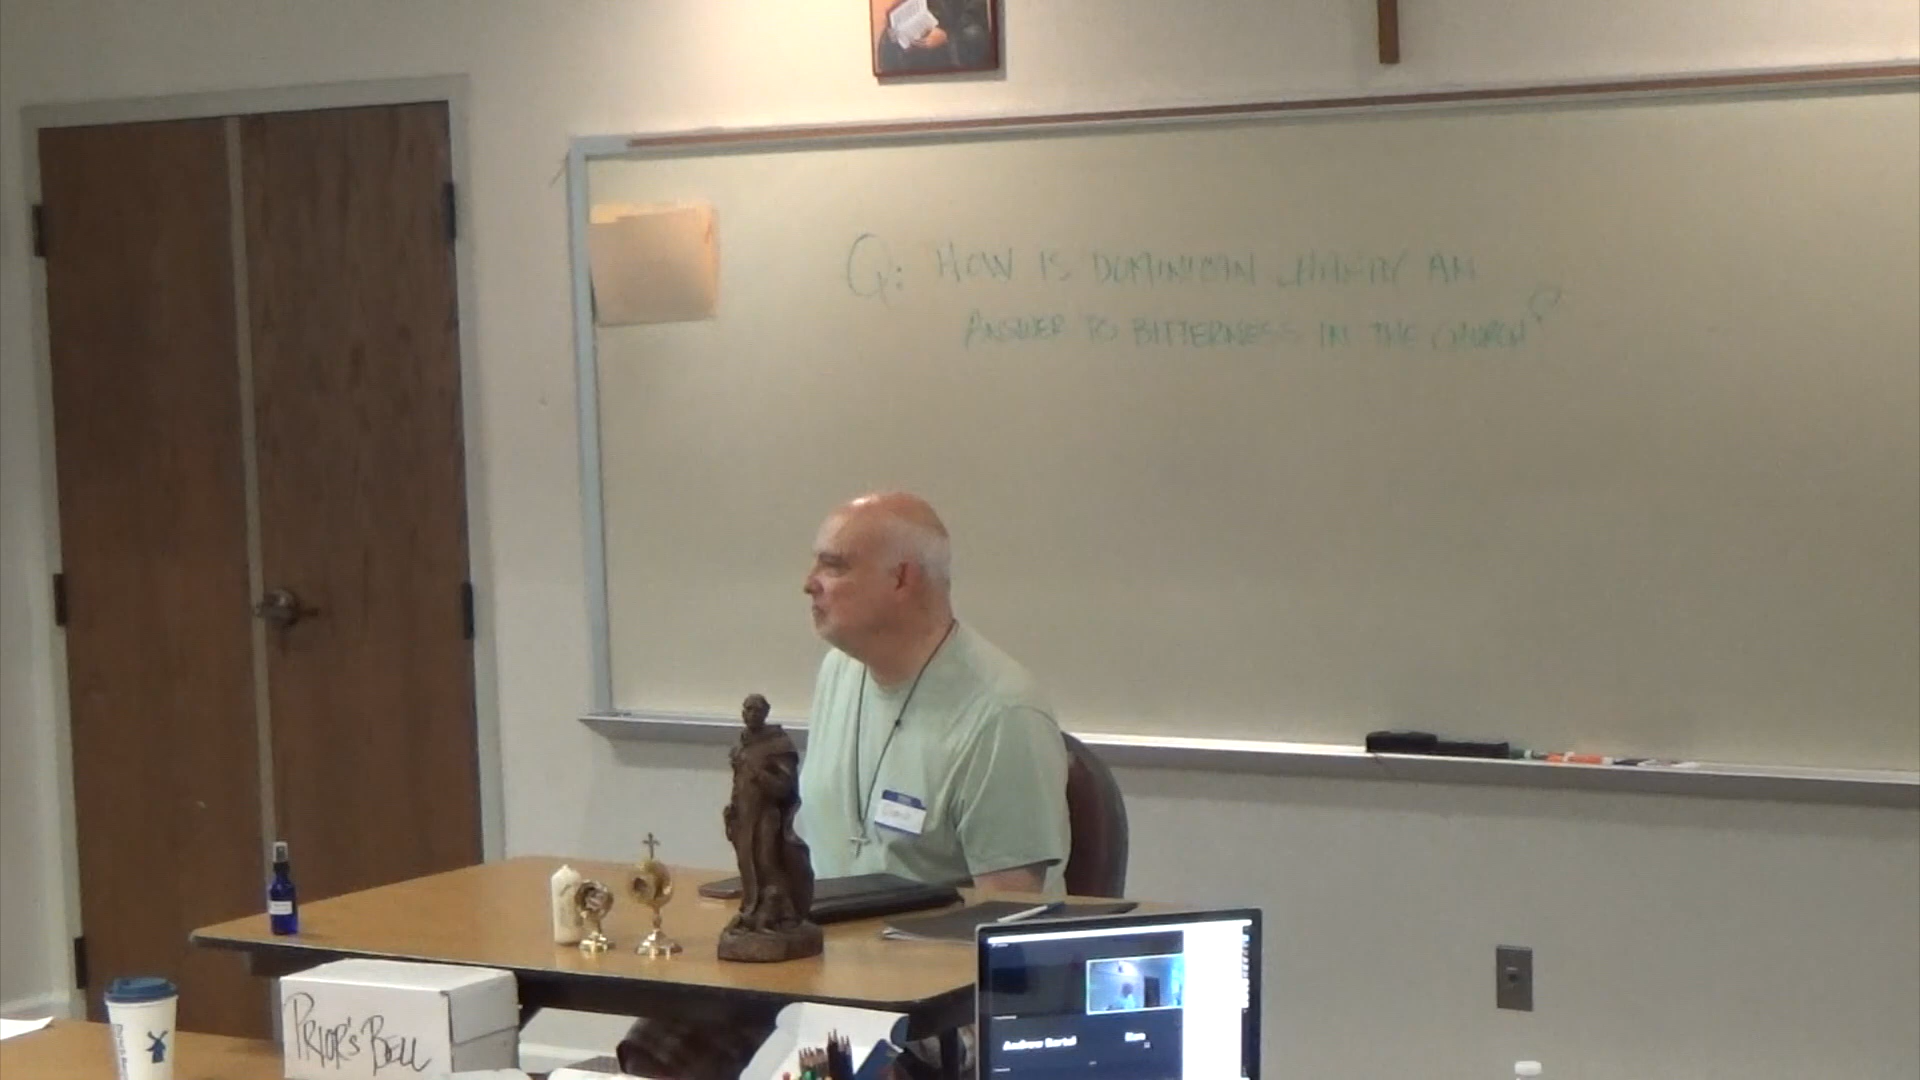 Q: HOW IS DOMINICAN CHARITY AN
ANSWER TO BITTERNESS IN THE CHURCH?
PRIOR'S BELL